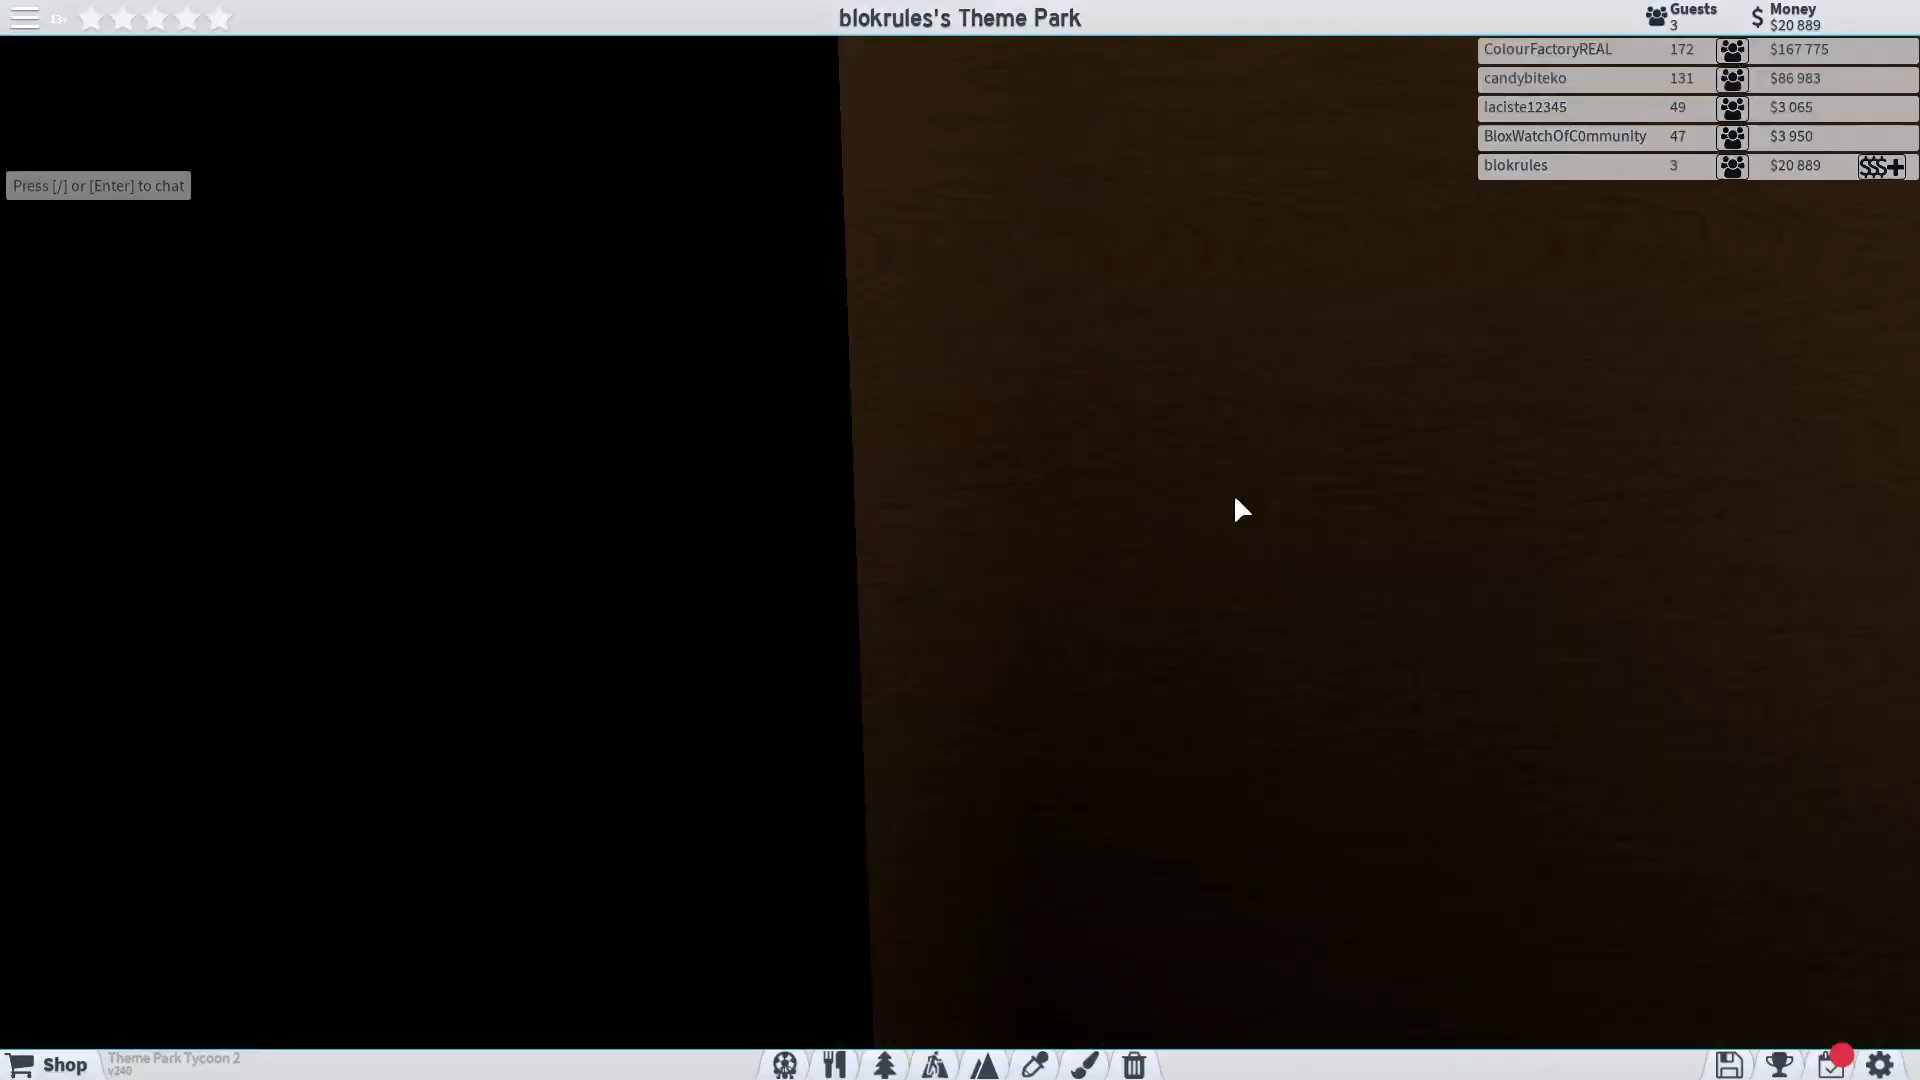 13+
blokrules's Theme Park
Guests
3
$ Money
$20 889
ColourFactoryREAL 172 $167 775
candybiteko 131 $86 983
laciste12345 49 $3 065
BloxWatchOfC0mmunity 47 $3 950
blokrules 3 $20 889 $$$+
Press [/] or [Enter] to chat
Shop
Theme Park Tycoon 2
v240